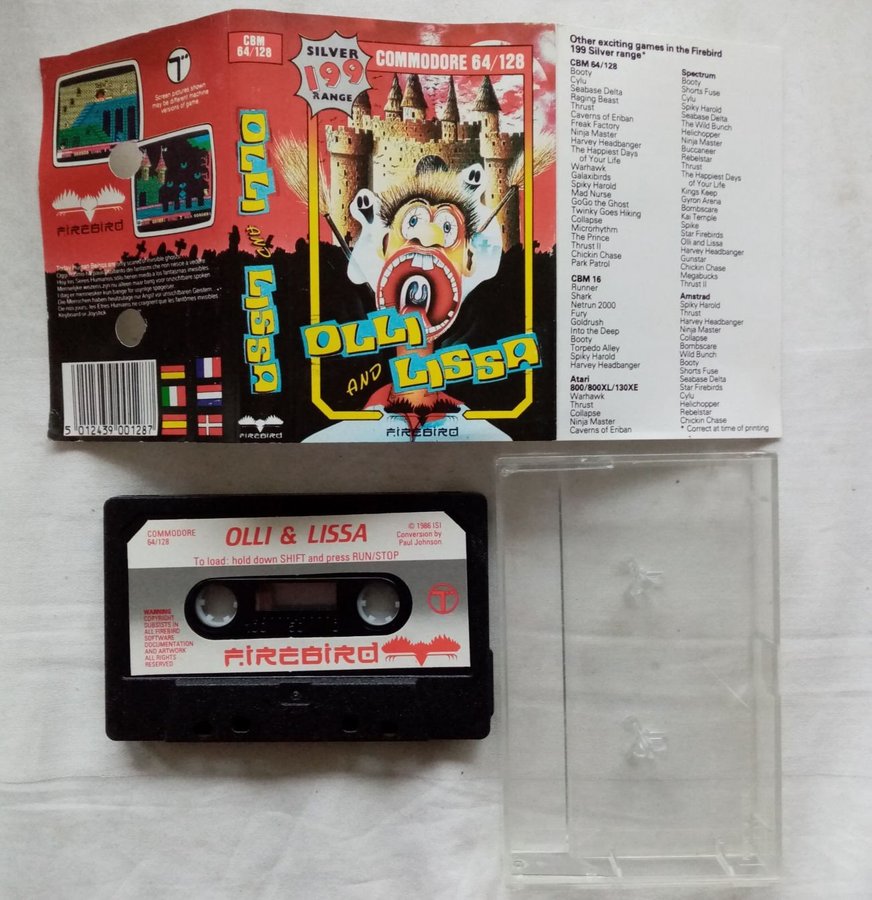 Screen pictures shown
may be different machine
versions of game.
FIREBIRD
Keyboard or Joystick
5 012439 001287
CBM
64/128
OLLI
AND
LISSA
FIREBIRD
SILVER
199
RANGE
COMMODORE 64/128
OLLI
AND LISSA
FIREBIRD
Other exciting games in the Firebird
199 Silver range*
CBM 64/128
Booty
Cylu
Seabase Delta
Raging Beast
Thrust
Caverns of Eriban
Freak Factory
Ninja Master
Harvey Headbanger
The Happiest Days
of Your Life
Warhawk
Galaxibirds
Spiky Harold
Mad Nurse
GoGo the Ghost
Twinky Goes Hiking
Collapse
Microrhythm
The Prince
Thrust II
Chickin Chase
Park Patrol
CBM 16
Runner
Shark
Netrun 2000
Fury
Goldrush
Into the Deep
Booty
Torpedo Alley
Spiky Harold
Harvey Headbanger
Atari
800/800XL/130XE
Warhawk
Thrust
Collapse
Ninja Master
Caverns of Eriban
Spectrum
Booty
Shorts Fuse
Cylu
Spiky Harold
Seabase Delta
The Wild Bunch
Helichopper
Ninja Master
Buccaneer
Rebelstar
Thrust
The Happiest Days
of Your Life
Kings Keep
Gyron Arena
Bombscare
Kai Temple
Spike
Star Firebirds
Olli and Lissa
Harvey Headbanger
Gunstar
Chickin Chase
Megabucks
Thrust II
Amstrad
Spiky Harold
Thrust
Harvey Headbanger
Ninja Master
Collapse
Bombscare
Wild Bunch
Booty
Shorts Fuse
Seabase Delta
Star Firebirds
Cylu
Helichopper
Rebelstar
Chickin Chase
* Correct at time of printing
COMMODORE
64/128
OLLI & LISSA
© 1986 ISI
Conversion by
Paul Johnson.
To load: hold down SHIFT and press RUN/STOP
WARNING
COPYRIGHT
SUBSISTS IN
ALL FIREBIRD
SOFTWARE
DOCUMENTATION
AND ARTWORK
ALL RIGHTS
RESERVED
FIREBIRD